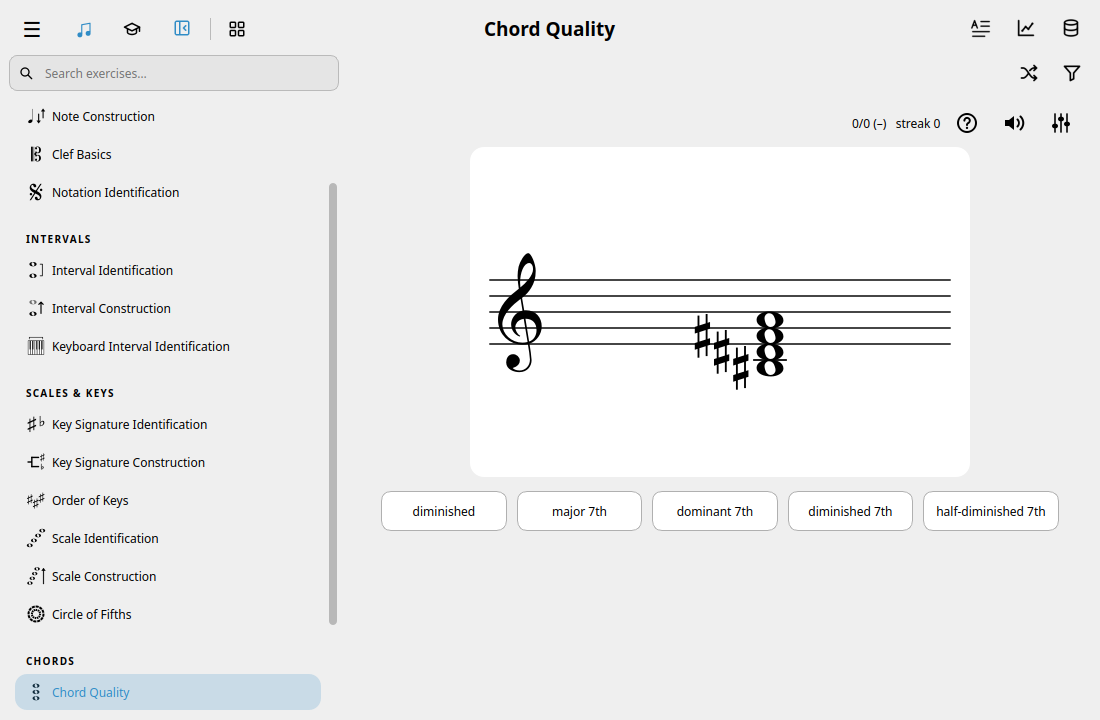 Chord Quality
Search exercises...
Note Construction
Clef Basics
Notation Identification
INTERVALS
Interval Identification
Interval Construction
Keyboard Interval Identification
SCALES & KEYS
Key Signature Identification
Key Signature Construction
Order of Keys
Scale Identification
Scale Construction
Circle of Fifths
CHORDS
Chord Quality
0/0 (–) streak 0
diminished
major 7th
dominant 7th
diminished 7th
half-diminished 7th